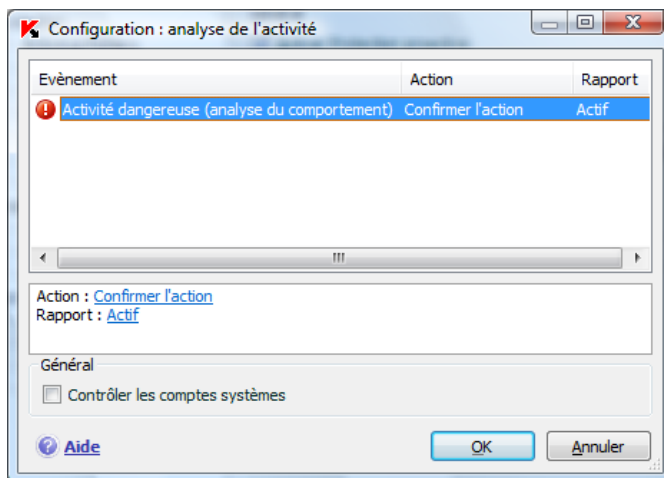 Configuration : analyse de l'activité
Evènement Action Rapport
Activité dangereuse (analyse du comportement) Confirmer l'action Actif
Action : Confirmer l'action
Rapport : Actif
Général
Contrôler les comptes systèmes
Aide OK Annuler